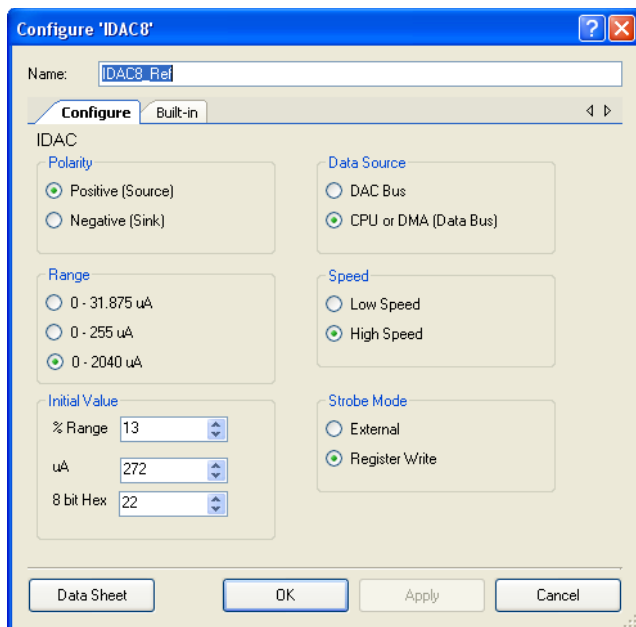 Configure 'IDAC8'
Name: IDAC8_Ref
Configure Built-in
IDAC
Polarity
Positive (Source)
Negative (Sink)
Data Source
DAC Bus
CPU or DMA (Data Bus)
Range
0 - 31.875 uA
0 - 255 uA
0 - 2040 uA
Speed
Low Speed
High Speed
Initial Value
% Range 13
uA 272
8 bit Hex 22
Strobe Mode
External
Register Write
Data Sheet OK Apply Cancel